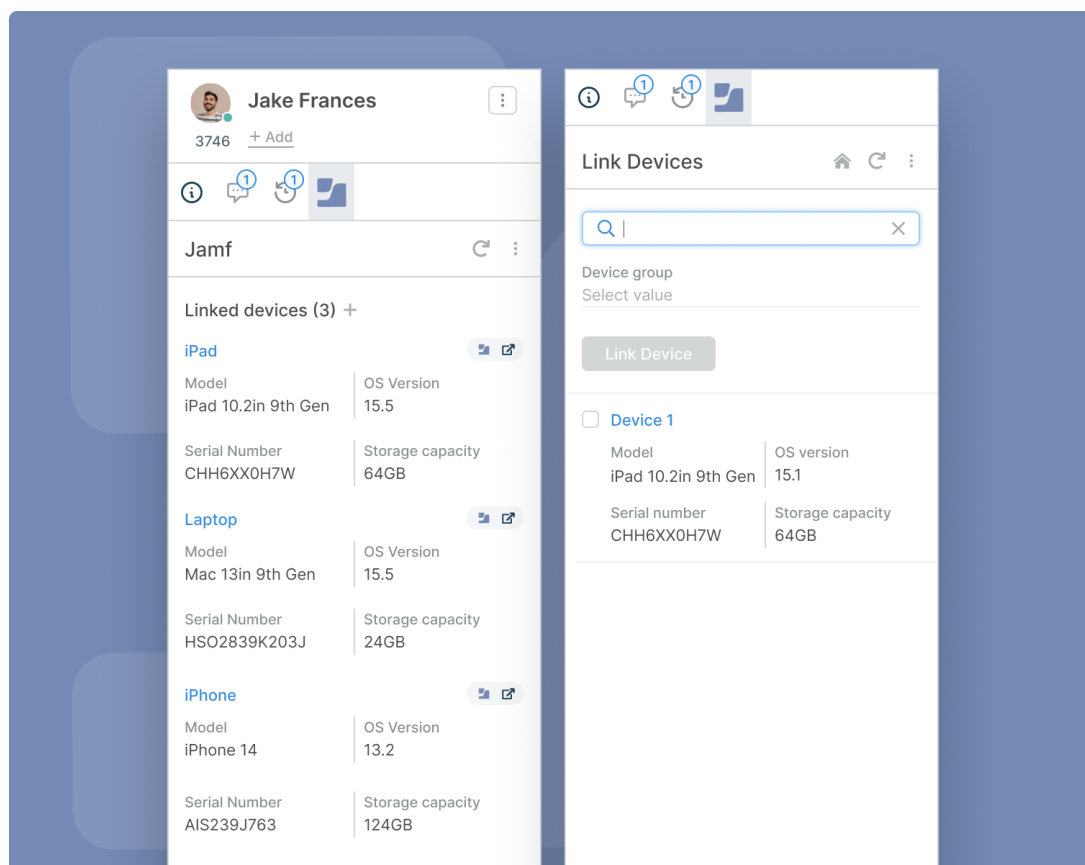 Jake Frances
3746 + Add
1 1
Jamf
Linked devices (3) +
iPad
Model OS Version
iPad 10.2in 9th Gen 15.5
Serial Number Storage capacity
CHH6XX0H7W 64GB
Laptop
Model OS Version
Mac 13in 9th Gen 15.5
Serial Number Storage capacity
HSO2839K203J 24GB
iPhone
Model OS Version
iPhone 14 13.2
Serial Number Storage capacity
AIS239J763 124GB
1 1
Link Devices
Device group
Select value
Link Device
Device 1
Model OS version
iPad 10.2in 9th Gen 15.1
Serial number Storage capacity
CHH6XX0H7W 64GB